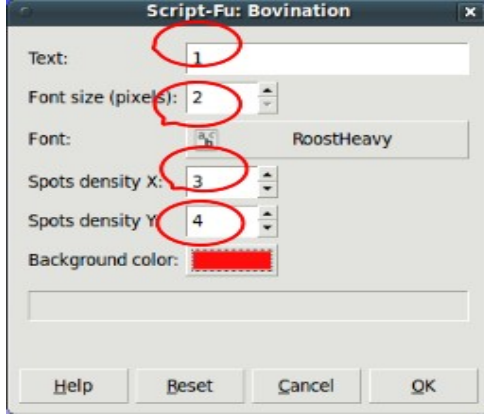 Script-Fu: Bovination
Text: 1
Font size (pixels): 2
Font: RoostHeavy
Spots density X: 3
Spots density Y: 4
Background color:
Help Reset Cancel OK